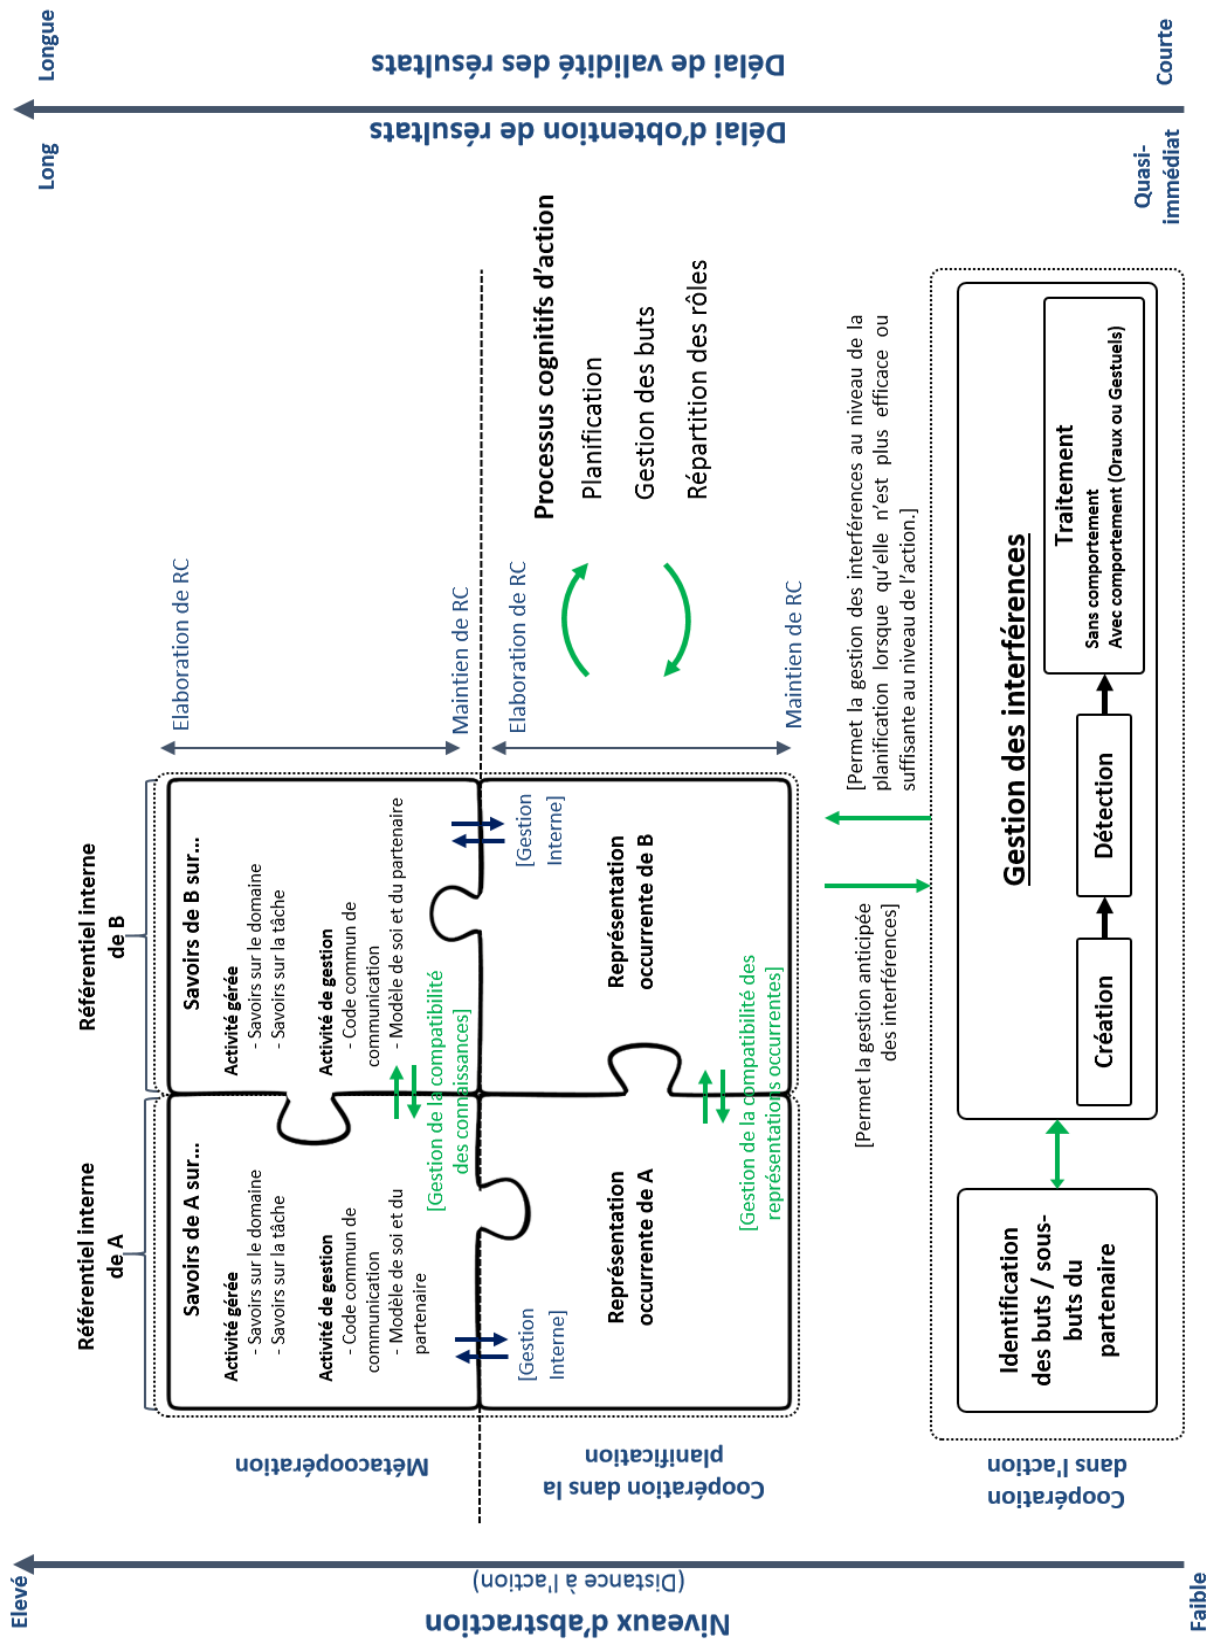 Elevé
Niveaux d'abstraction
(Distance à l'action)
Faible
Métacoopération
Coopération dans la
planification
Coopération
dans l'action
Référentiel interne
de A
Référentiel interne
de B
Savoirs de A sur...
Activité gérée
- Savoirs sur le domaine
- Savoirs sur la tâche
Activité de gestion
- Code commun de
communication
- Modèle de soi et du
partenaire
Savoirs de B sur...
Activité gérée
- Savoirs sur le domaine
- Savoirs sur la tâche
Activité de gestion
- Code commun de
communication
- Modèle de soi et du partenaire
[Gestion de la compatibilité
des connaissances]
[Gestion
Interne]
[Gestion
Interne]
Représentation
occurrente de A
Représentation
occurrente de B
[Gestion de la compatibilité des
représentations occurrentes]
Elaboration de RC
Maintien de RC
Elaboration de RC
Maintien de RC
Processus cognitifs d'action
Planification
Gestion des buts
Répartition des rôles
[Permet la gestion anticipée
des interférences]
[Permet la gestion des interférences au niveau de la
planification lorsque qu'elle n'est plus efficace ou
suffisante au niveau de l'action.]
Identification
des buts / sous-
buts du
partenaire
Gestion des interférences
Création
Détection
Traitement
Sans comportement
Avec comportement (Oraux ou Gestuels)
Long
Délai d'obtention de résultats
Quasi-
immédiat
Longue
Délai de validité des résultats
Courte